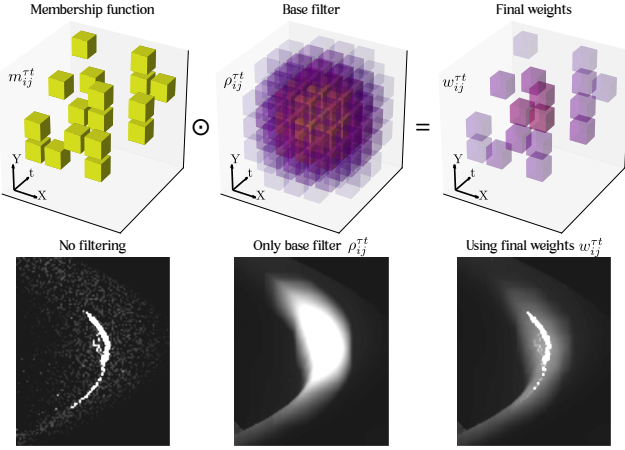 Membership function Base filter Final weights
m_{ij}^{τt} ρ_{ij}^{τt} w_{ij}^{τt}
⊙ =
Y Y Y
t t t
X X X
No filtering Only base filter ρ_{ij}^{τt} Using final weights w_{ij}^{τt}